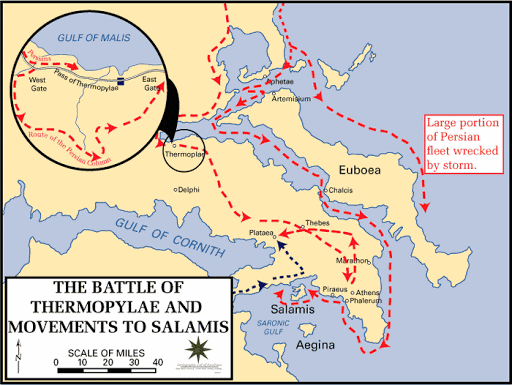 GULF OF MALIS
Persians
Pass of Thermopylae
West
Gate
East
Gate
Route of the Persian Column
Aphetae
Artemisium
Large portion
of Persian
fleet wrecked
by storm.
Thermoplae
Euboea
Delphi
Chalcis
GULF OF CORNITH
Thebes
Plataea
Marathon
Piraeus
Athens
Phalerum
Salamis
SARONIC
GULF
Aegina
THE BATTLE OF
THERMOPYLAE AND
MOVEMENTS TO SALAMIS
N
SCALE OF MILES
0 10 20 30 40